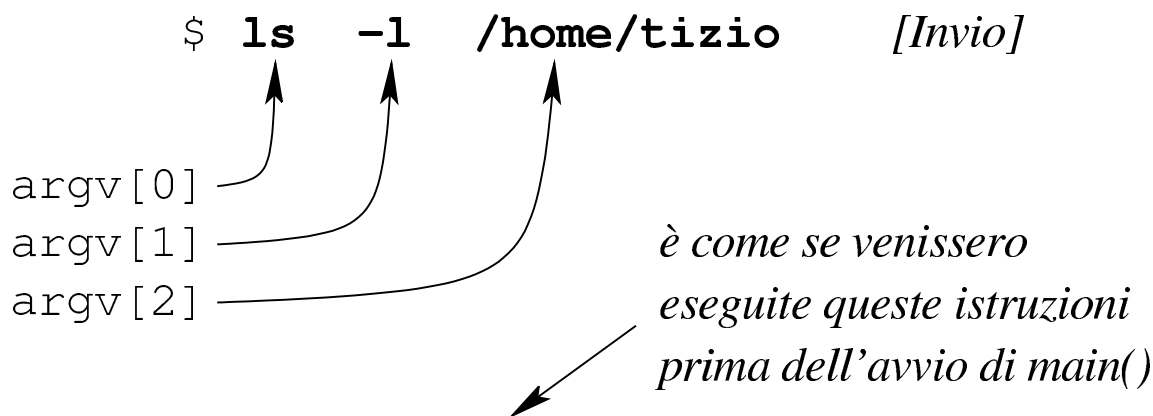 $ ls -l /home/tizio [Invio]
argv[0]
argv[1]
argv[2]
è come se venissero
eseguite queste istruzioni
prima dell'avvio di main()